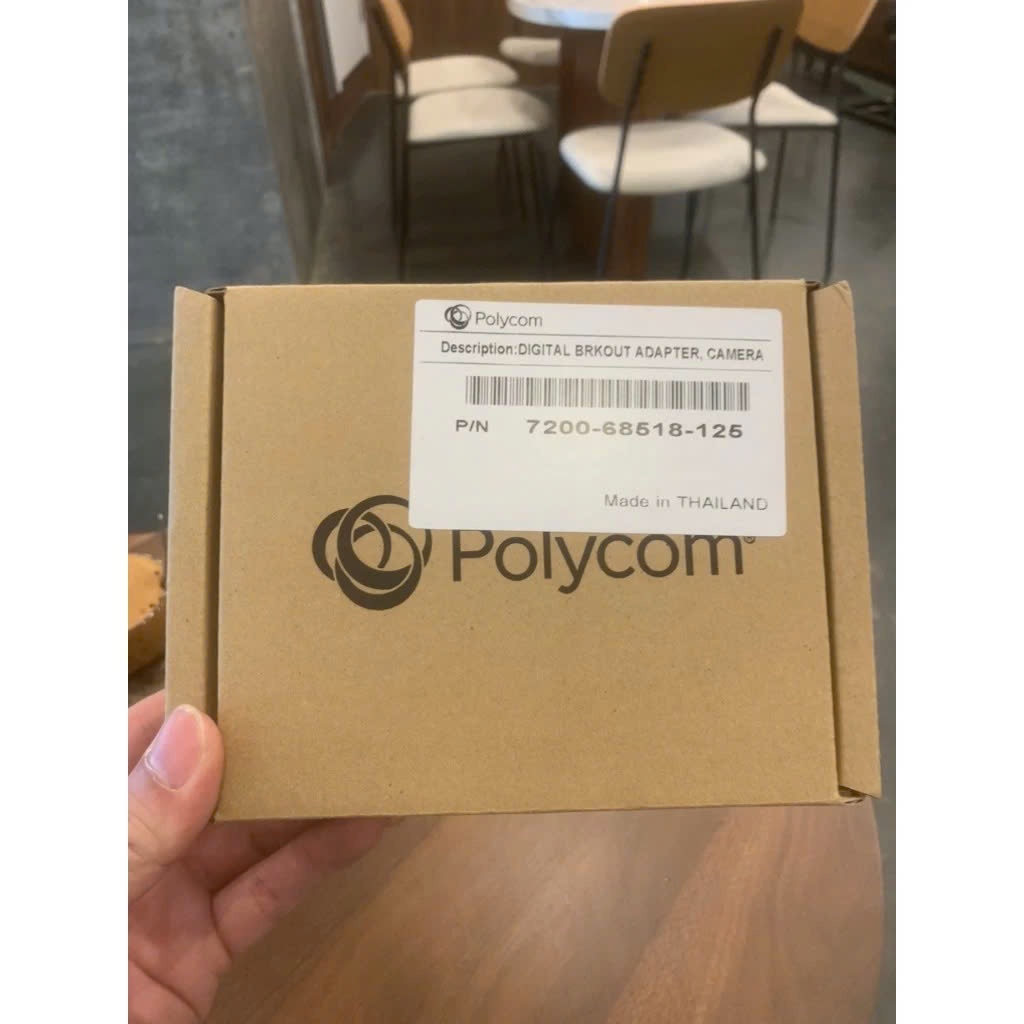 Polycom
Description:DIGITAL BRKOUT ADAPTER, CAMERA
P/N 7200-68518-125
Made in THAILAND
Polycom®